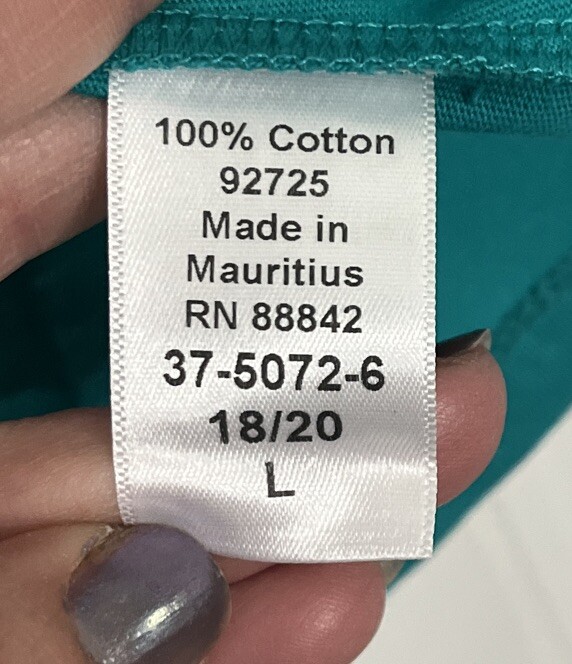 100% Cotton
92725
Made in
Mauritius
RN 88842
37-5072-6
18/20
L